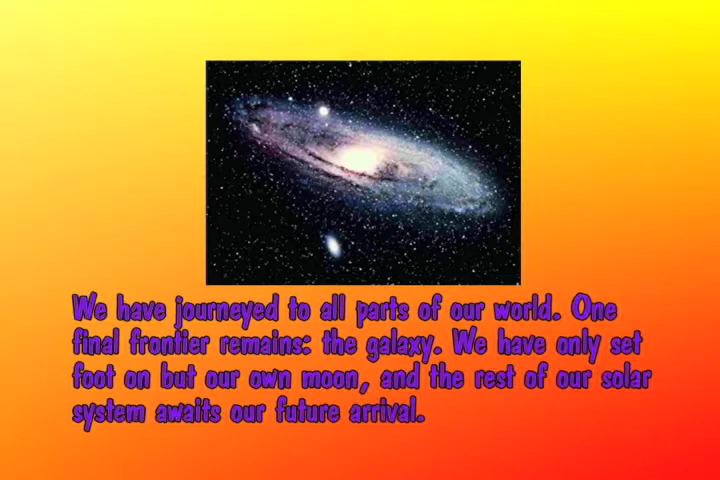 We have journeyed to all parts of our world. One
final frontier remains: the galaxy. We have only set
foot on but our own moon, and the rest of our solar
system awaits our future arrival.